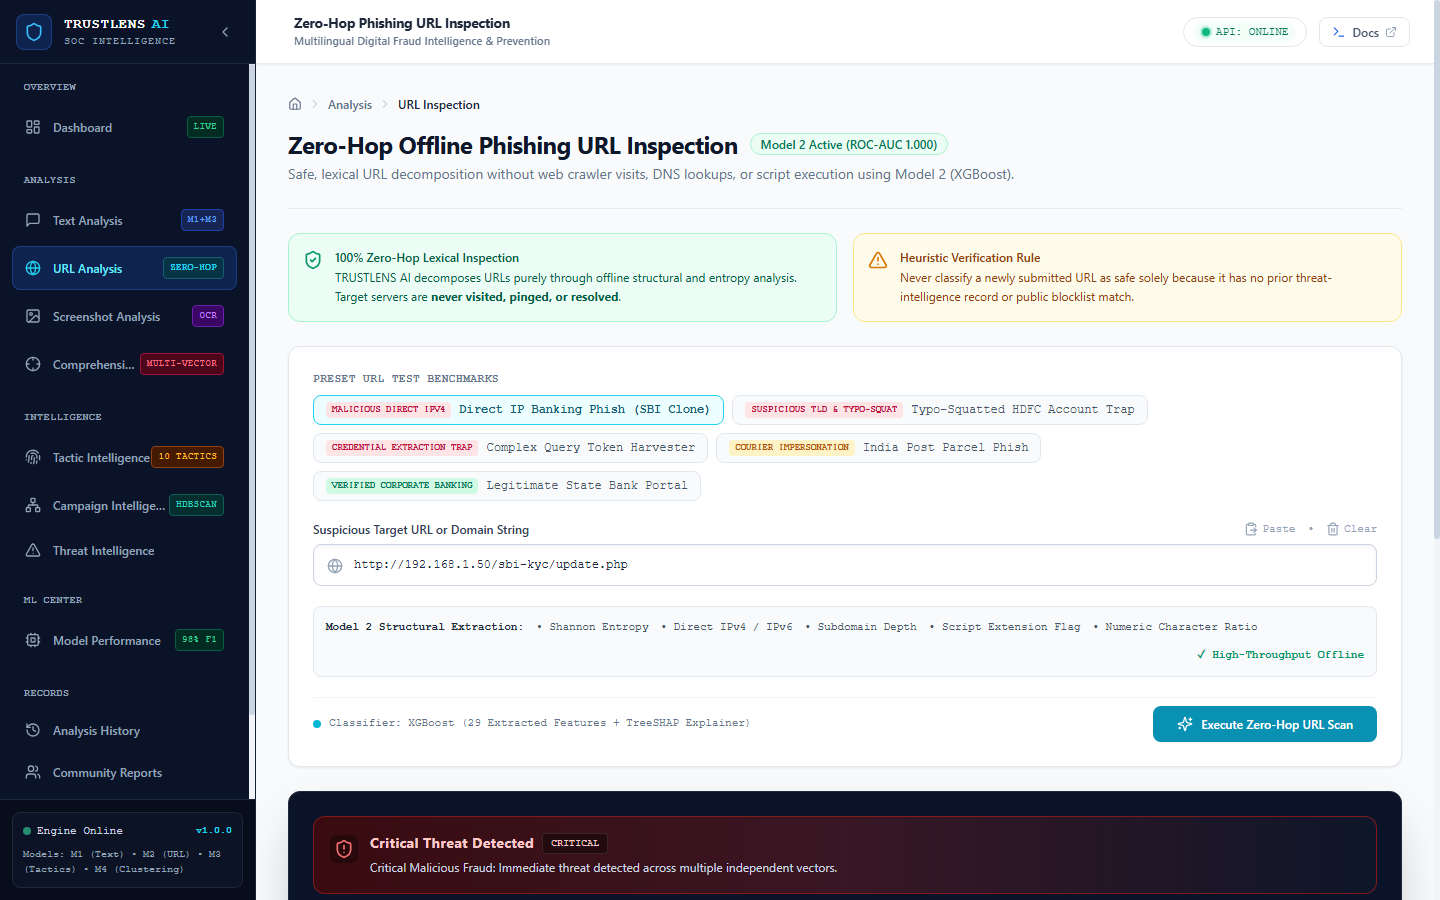 TRUSTLENS AI
SOC INTELLIGENCE
OVERVIEW
Dashboard LIVE
ANALYSIS
Text Analysis M1+M3
URL Analysis ZERO-HOP
Screenshot Analysis OCR
Comprehensi... MULTI-VECTOR
INTELLIGENCE
Tactic Intelligence 10 TACTICS
Campaign Intellige... HDBSCAN
Threat Intelligence
ML CENTER
Model Performance 98% F1
RECORDS
Analysis History
Community Reports
Engine Online v1.0.0
Models: M1 (Text) • M2 (URL) • M3
(Tactics) • M4 (Clustering)
Zero-Hop Phishing URL Inspection
Multilingual Digital Fraud Intelligence & Prevention
API: ONLINE
Docs
Analysis URL Inspection
Zero-Hop Offline Phishing URL Inspection Model 2 Active (ROC-AUC 1.000)
Safe, lexical URL decomposition without web crawler visits, DNS lookups, or script execution using Model 2 (XGBoost).
100% Zero-Hop Lexical Inspection
TRUSTLENS AI decomposes URLs purely through offline structural and entropy analysis.
Target servers are never visited, pinged, or resolved.
Heuristic Verification Rule
Never classify a newly submitted URL as safe solely because it has no prior threat-
intelligence record or public blocklist match.
PRESET URL TEST BENCHMARKS
MALICIOUS DIRECT IPV4 Direct IP Banking Phish (SBI Clone)
SUSPICIOUS TLD & TYPO-SQUAT Typo-Squatted HDFC Account Trap
CREDENTIAL EXTRACTION TRAP Complex Query Token Harvester
COURIER IMPERSONATION India Post Parcel Phish
VERIFIED CORPORATE BANKING Legitimate State Bank Portal
Suspicious Target URL or Domain String
Paste • Clear
http://192.168.1.50/sbi-kyc/update.php
Model 2 Structural Extraction: • Shannon Entropy • Direct IPv4 / IPv6 • Subdomain Depth • Script Extension Flag • Numeric Character Ratio
✓ High-Throughput Offline
Classifier: XGBoost (29 Extracted Features + TreeSHAP Explainer)
Execute Zero-Hop URL Scan
Critical Threat Detected CRITICAL
Critical Malicious Fraud: Immediate threat detected across multiple independent vectors.